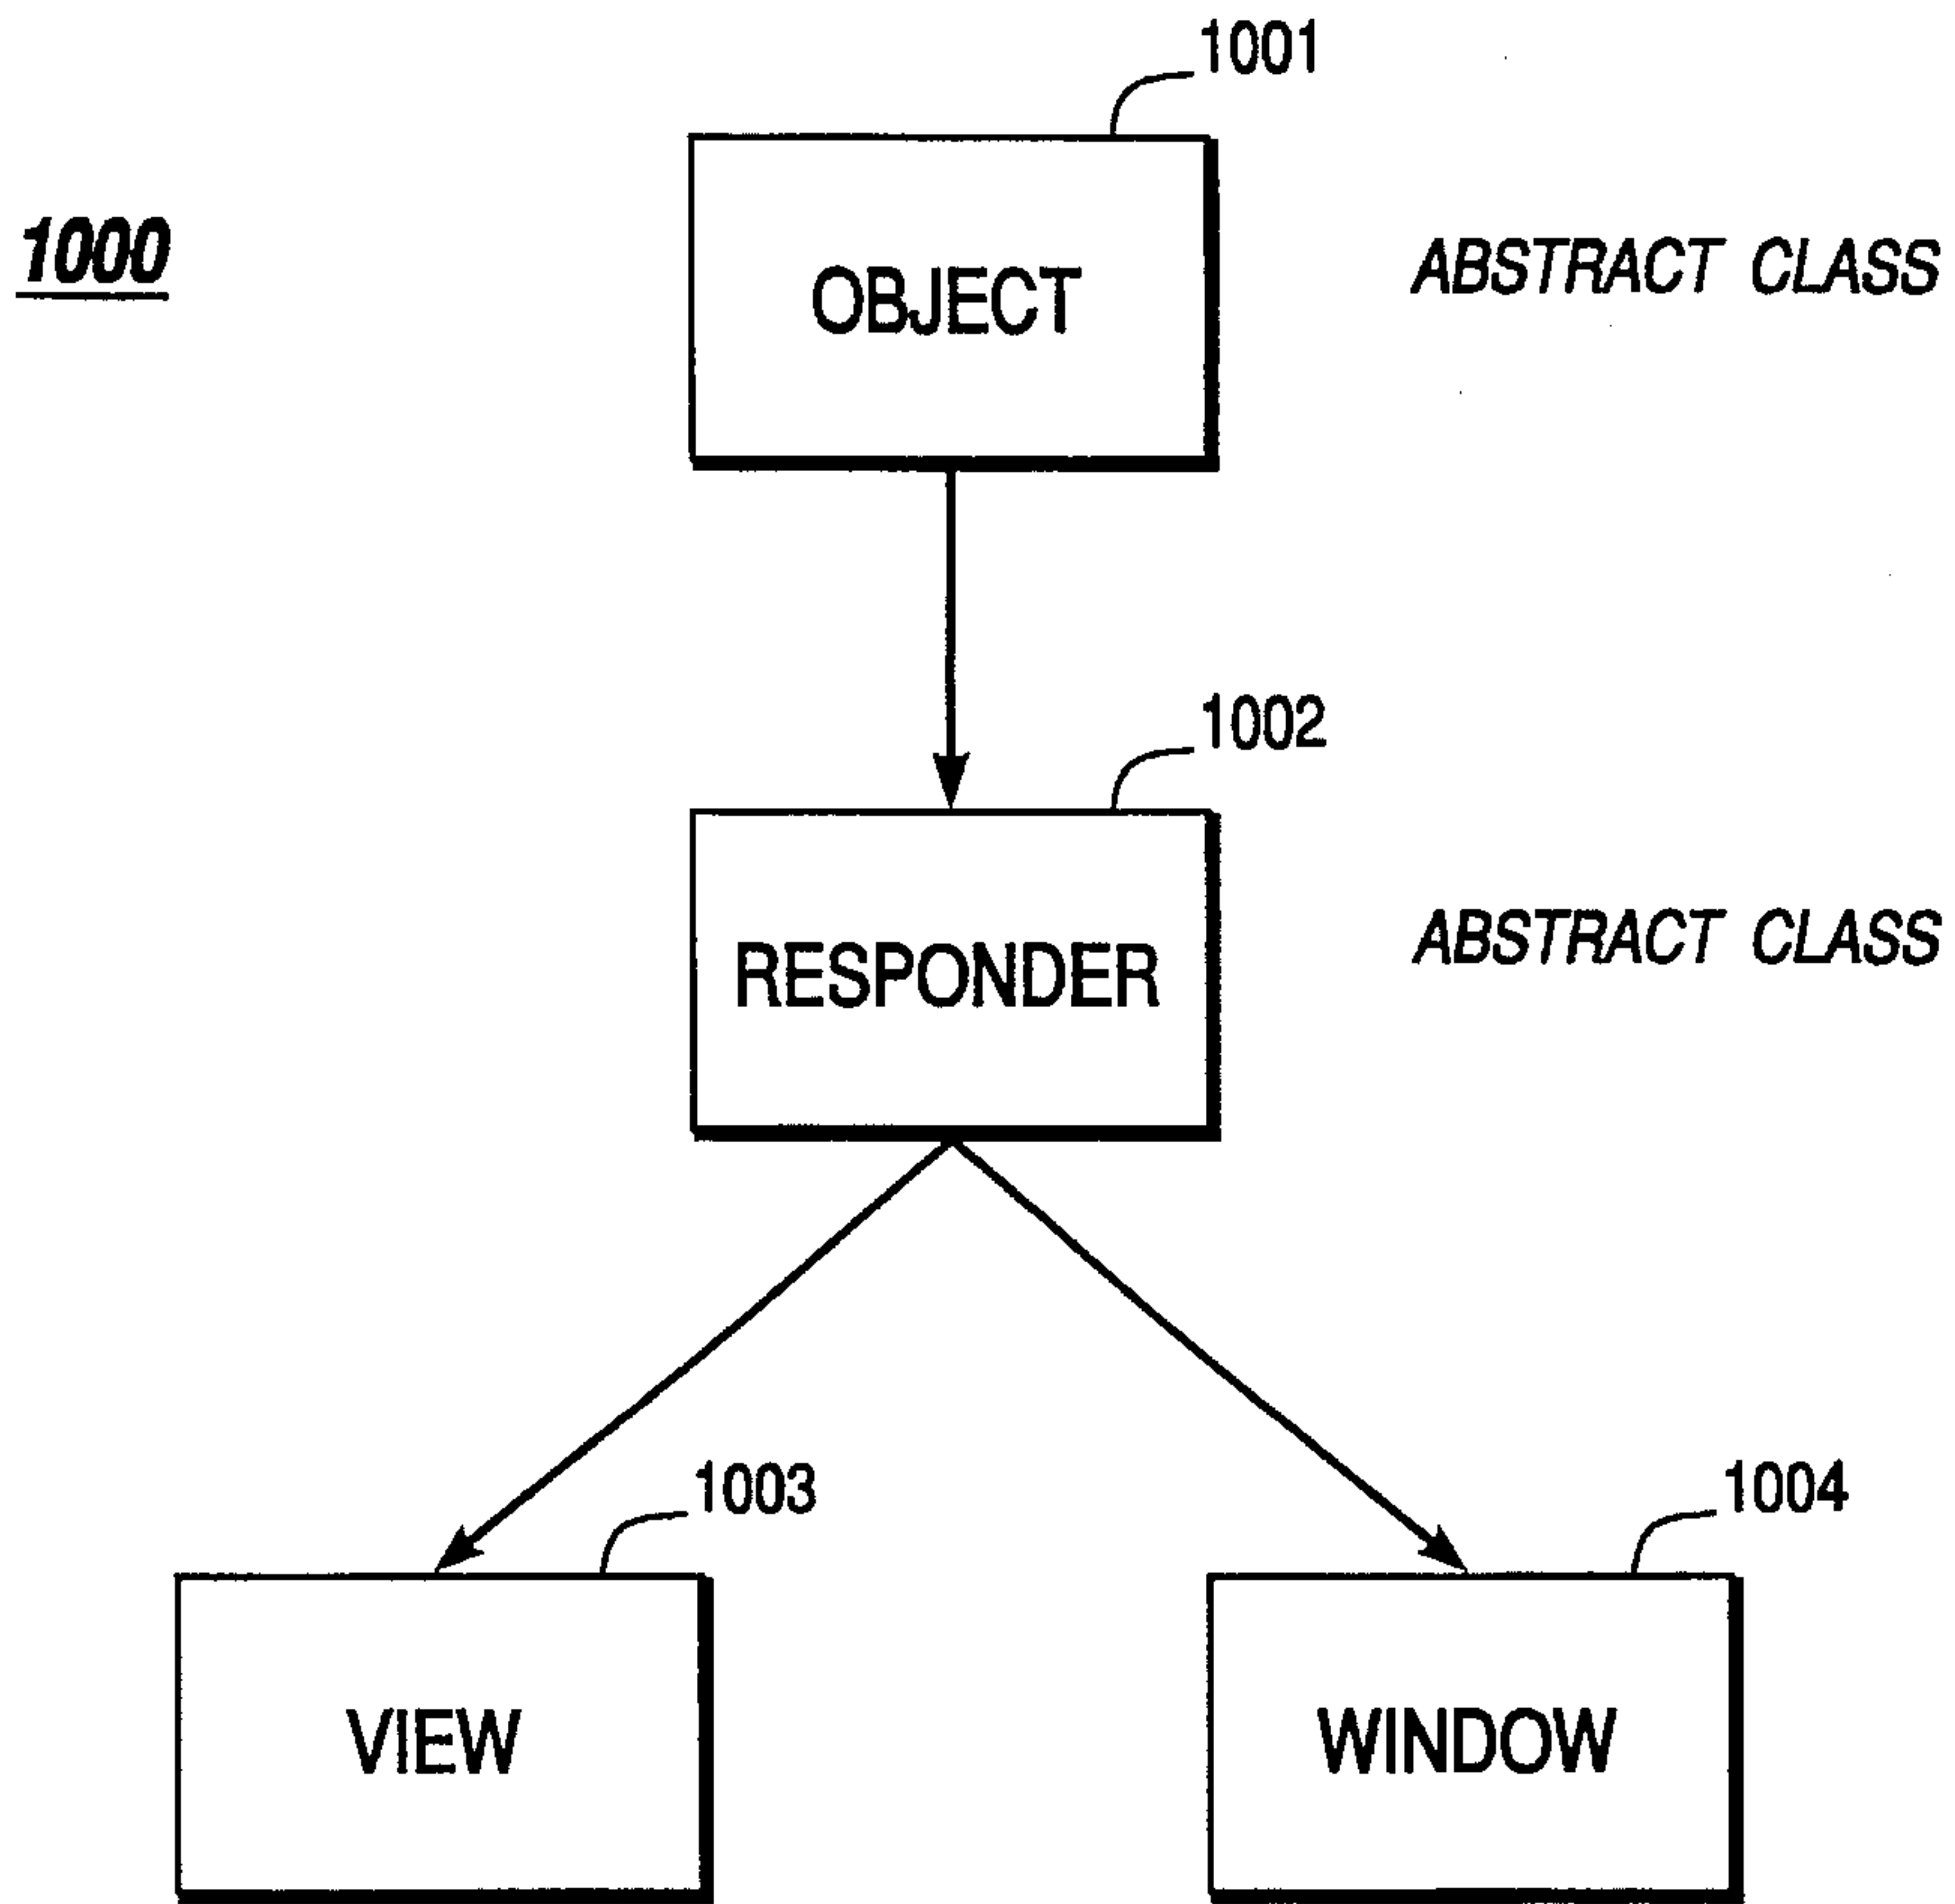 1001
1000
OBJECT
ABSTRACT CLASS
1002
RESPONDER
ABSTRACT CLASS
1003
1004
VIEW
WINDOW